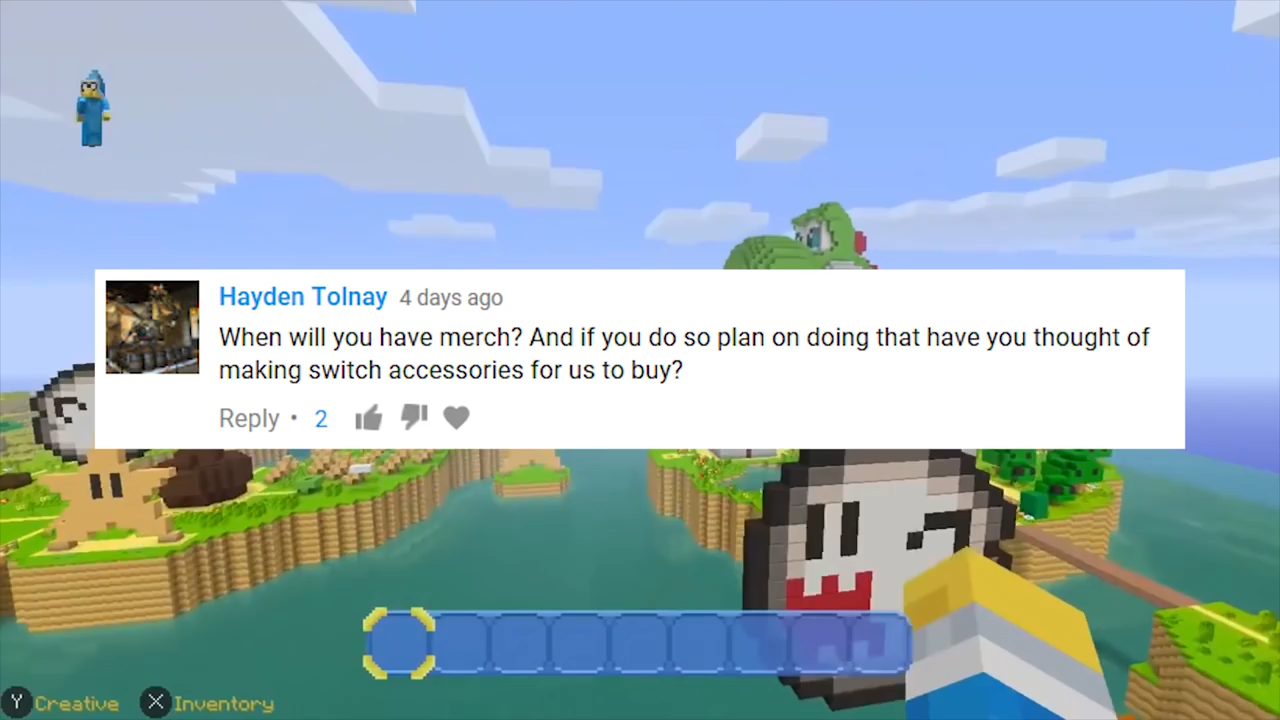 Hayden Tolnay 4 days ago
When will you have merch? And if you do so plan on doing that have you thought of
making switch accessories for us to buy?
Reply • 2
Y Creative X Inventory